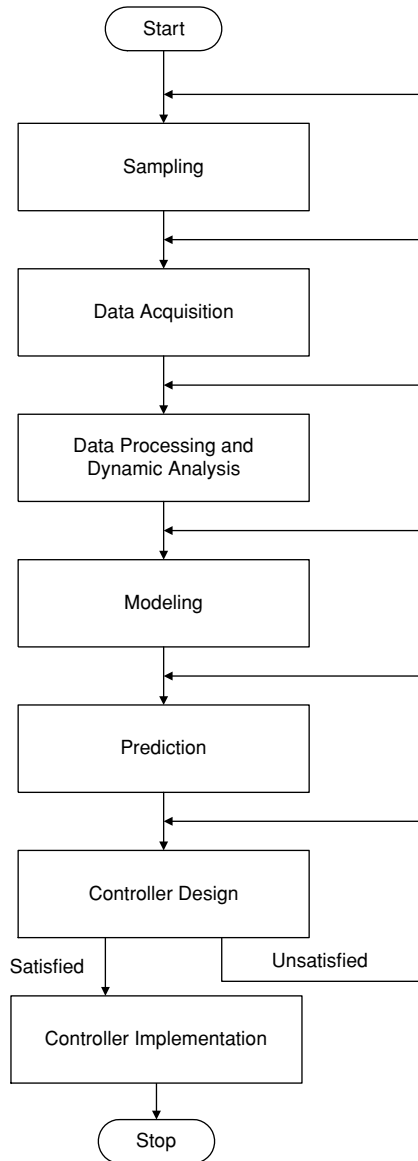 Start
Sampling
Data Acquisition
Data Processing and
Dynamic Analysis
Modeling
Prediction
Controller Design
Satisfied
Unsatisfied
Controller Implementation
Stop